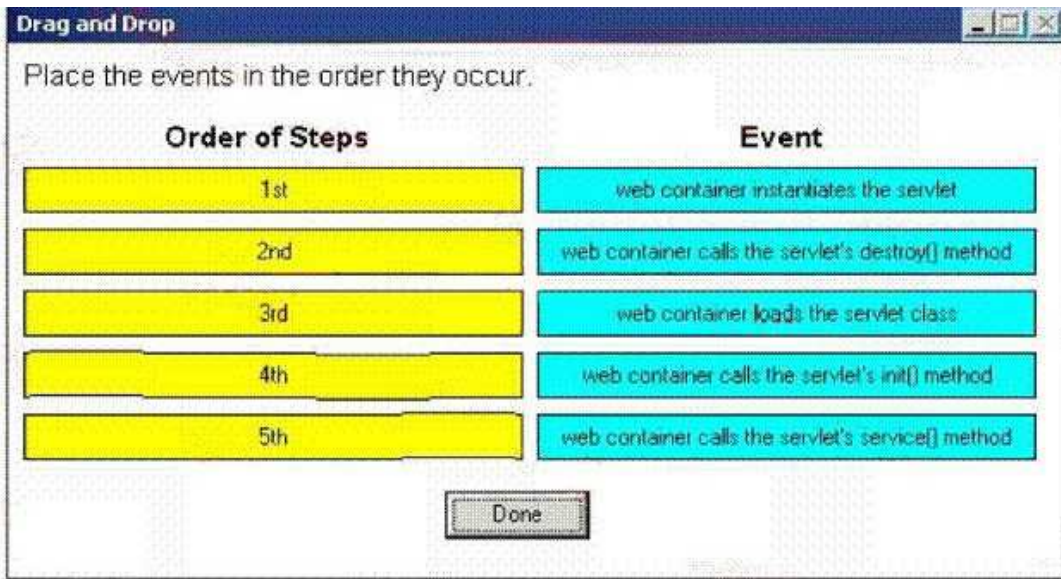 Drag and Drop
Place the events in the order they occur.
Order of Steps
Event
1st
web container instantiates the servlet
2nd
web container calls the servlet's destroy() method
3rd
web container loads the servlet class
4th
web container calls the servlet's init() method
5th
web container calls the servlet's service() method
Done